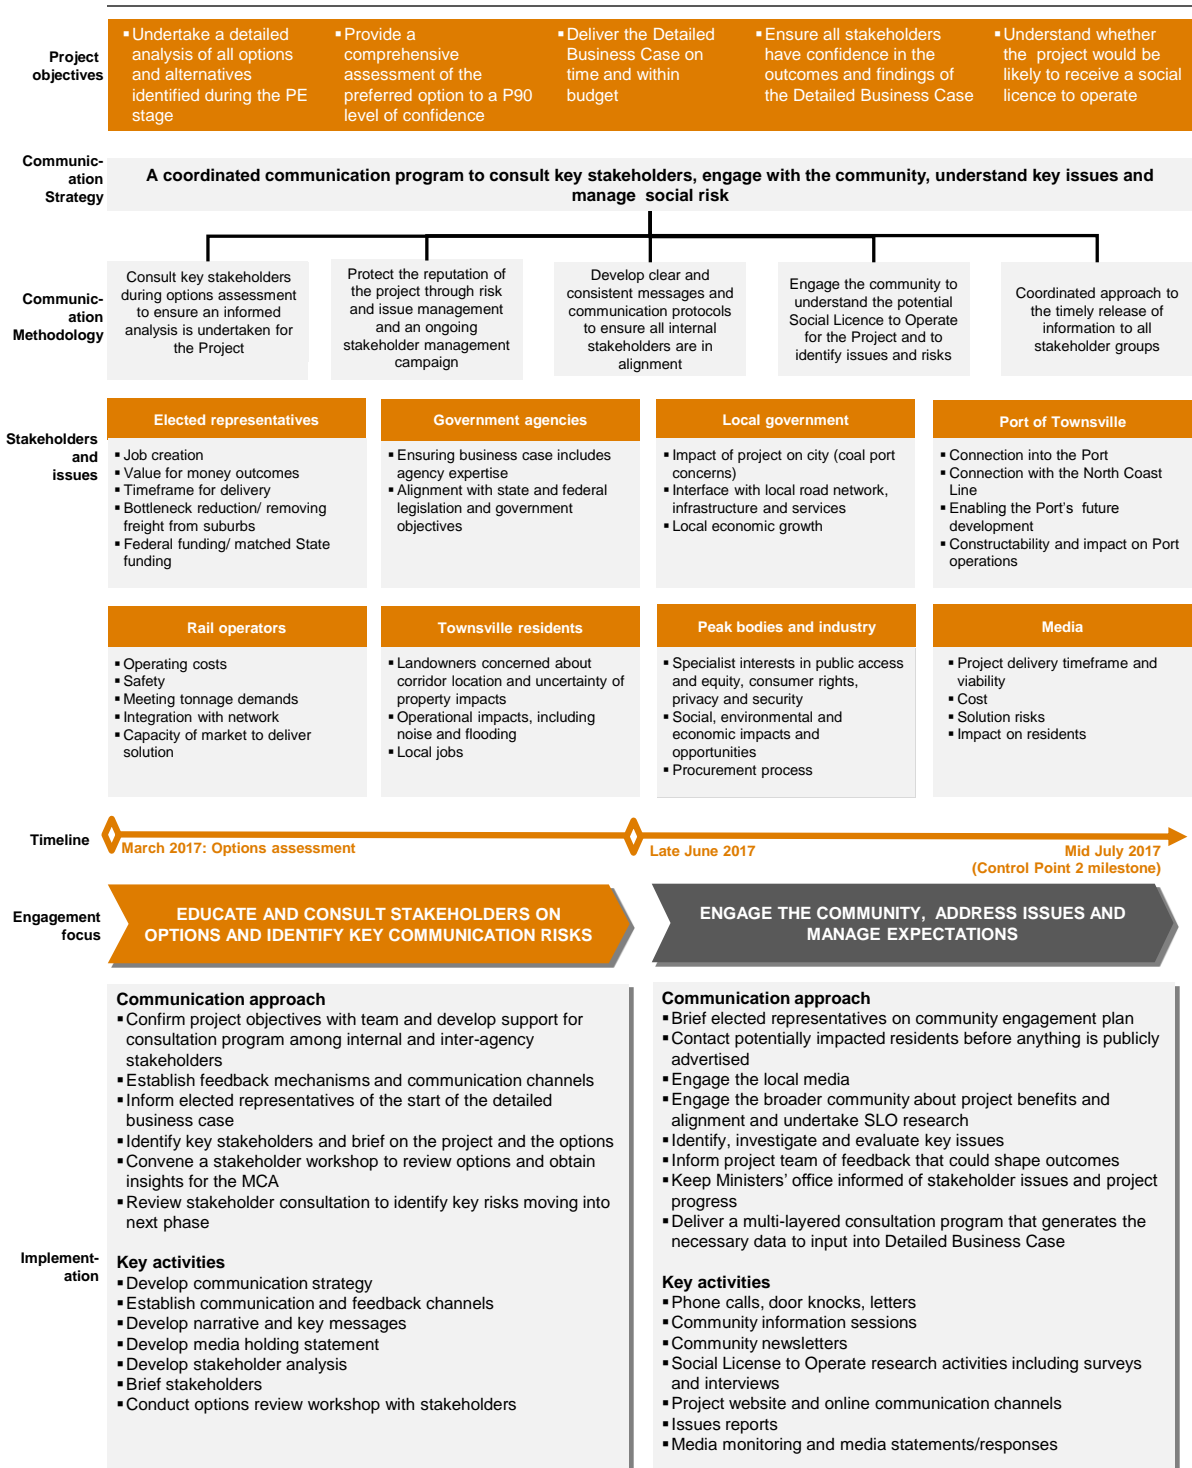 Project
objectives
▪ Undertake a detailed
analysis of all options
and alternatives
identified during the PE
stage
▪ Provide a
comprehensive
assessment of the
preferred option to a P90
level of confidence
▪ Deliver the Detailed
Business Case on
time and within
budget
▪ Ensure all stakeholders
have confidence in the
outcomes and findings of
the Detailed Business Case
▪ Understand whether
the project would be
likely to receive a social
licence to operate
Communic-
ation
Strategy
A coordinated communication program to consult key stakeholders, engage with the community, understand key issues and
manage social risk
Communic-
ation
Methodology
Consult key stakeholders
during options assessment
to ensure an informed
analysis is undertaken for
the Project
Protect the reputation of
the project through risk
and issue management
and an ongoing
stakeholder management
campaign
Develop clear and
consistent messages and
communication protocols
to ensure all internal
stakeholders are in
alignment
Engage the community to
understand the potential
Social Licence to Operate
for the Project and to
identify issues and risks
Coordinated approach to
the timely release of
information to all
stakeholder groups
Stakeholders
and
issues
Elected representatives
▪ Job creation
▪ Value for money outcomes
▪ Timeframe for delivery
▪ Bottleneck reduction/ removing
freight from suburbs
▪ Federal funding/ matched State
funding
Government agencies
▪ Ensuring business case includes
agency expertise
▪ Alignment with state and federal
legislation and government
objectives
Local government
▪ Impact of project on city (coal port
concerns)
▪ Interface with local road network,
infrastructure and services
▪ Local economic growth
Port of Townsville
▪ Connection into the Port
▪ Connection with the North Coast
Line
▪ Enabling the Port's future
development
▪ Constructability and impact on Port
operations
Rail operators
▪ Operating costs
▪ Safety
▪ Meeting tonnage demands
▪ Integration with network
▪ Capacity of market to deliver
solution
Townsville residents
▪ Landowners concerned about
corridor location and uncertainty of
property impacts
▪ Operational impacts, including
noise and flooding
▪ Local jobs
Peak bodies and industry
▪ Specialist interests in public access
and equity, consumer rights,
privacy and security
▪ Social, environmental and
economic impacts and
opportunities
▪ Procurement process
Media
▪ Project delivery timeframe and
viability
▪ Cost
▪ Solution risks
▪ Impact on residents
Timeline
March 2017: Options assessment
Late June 2017
Mid July 2017
(Control Point 2 milestone)
Engagement
focus
EDUCATE AND CONSULT STAKEHOLDERS ON
OPTIONS AND IDENTIFY KEY COMMUNICATION RISKS
ENGAGE THE COMMUNITY, ADDRESS ISSUES AND
MANAGE EXPECTATIONS
Implement-
ation
Communication approach
▪ Confirm project objectives with team and develop support for
consultation program among internal and inter-agency
stakeholders
▪ Establish feedback mechanisms and communication channels
▪ Inform elected representatives of the start of the detailed
business case
▪ Identify key stakeholders and brief on the project and the options
▪ Convene a stakeholder workshop to review options and obtain
insights for the MCA
▪ Review stakeholder consultation to identify key risks moving into
next phase
Key activities
▪ Develop communication strategy
▪ Establish communication and feedback channels
▪ Develop narrative and key messages
▪ Develop media holding statement
▪ Develop stakeholder analysis
▪ Brief stakeholders
▪ Conduct options review workshop with stakeholders
Communication approach
▪ Brief elected representatives on community engagement plan
▪ Contact potentially impacted residents before anything is publicly
advertised
▪ Engage the local media
▪ Engage the broader community about project benefits and
alignment and undertake SLO research
▪ Identify, investigate and evaluate key issues
▪ Inform project team of feedback that could shape outcomes
▪ Keep Ministers' office informed of stakeholder issues and project
progress
▪ Deliver a multi-layered consultation program that generates the
necessary data to input into Detailed Business Case
Key activities
▪ Phone calls, door knocks, letters
▪ Community information sessions
▪ Community newsletters
▪ Social License to Operate research activities including surveys
and interviews
▪ Project website and online communication channels
▪ Issues reports
▪ Media monitoring and media statements/responses